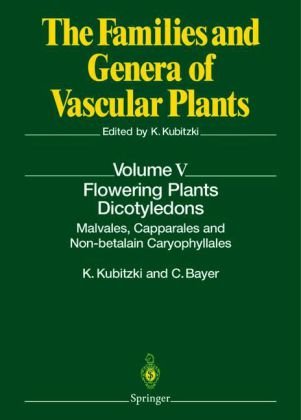 The Families and
Genera of
Vascular Plants
Edited by K. Kubitzki
Volume V
Flowering Plants
Dicotyledons
Malvales, Capparales and
Non-betalain Caryophyllales
K. Kubitzki and C. Bayer
Springer